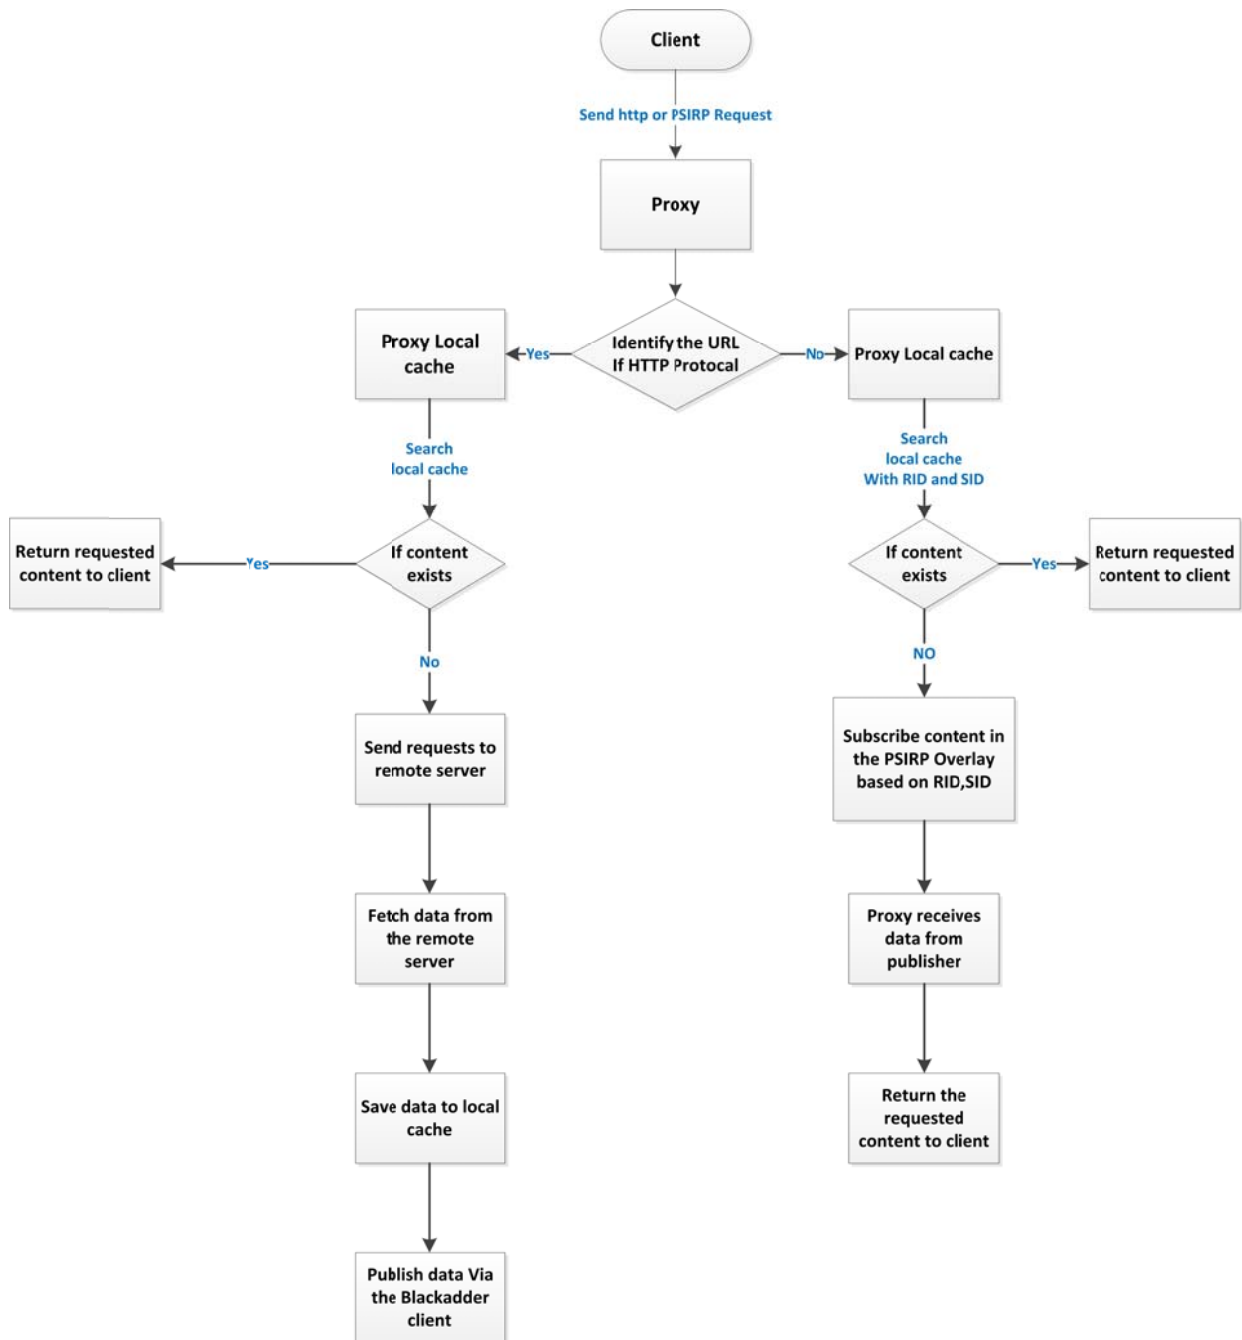 Client
Send http or PSIRP Request
Proxy
Proxy Local
cache
Yes
Identify the URL
If HTTP Protocal
No
Proxy Local cache
Search
local cache
Search
local cache
With RID and SID
Return requested
content to client
Yes
If content
exists
If content
exists
Yes
Return requested
content to client
No
NO
Send requests to
remote server
Subscribe content in
the PSIRP Overlay
based on RID,SID
Fetch data from
the remote
server
Proxy receives
data from
publisher
Save data to local
cache
Return the
requested
content to client
Publish data Via
the Blackadder
client